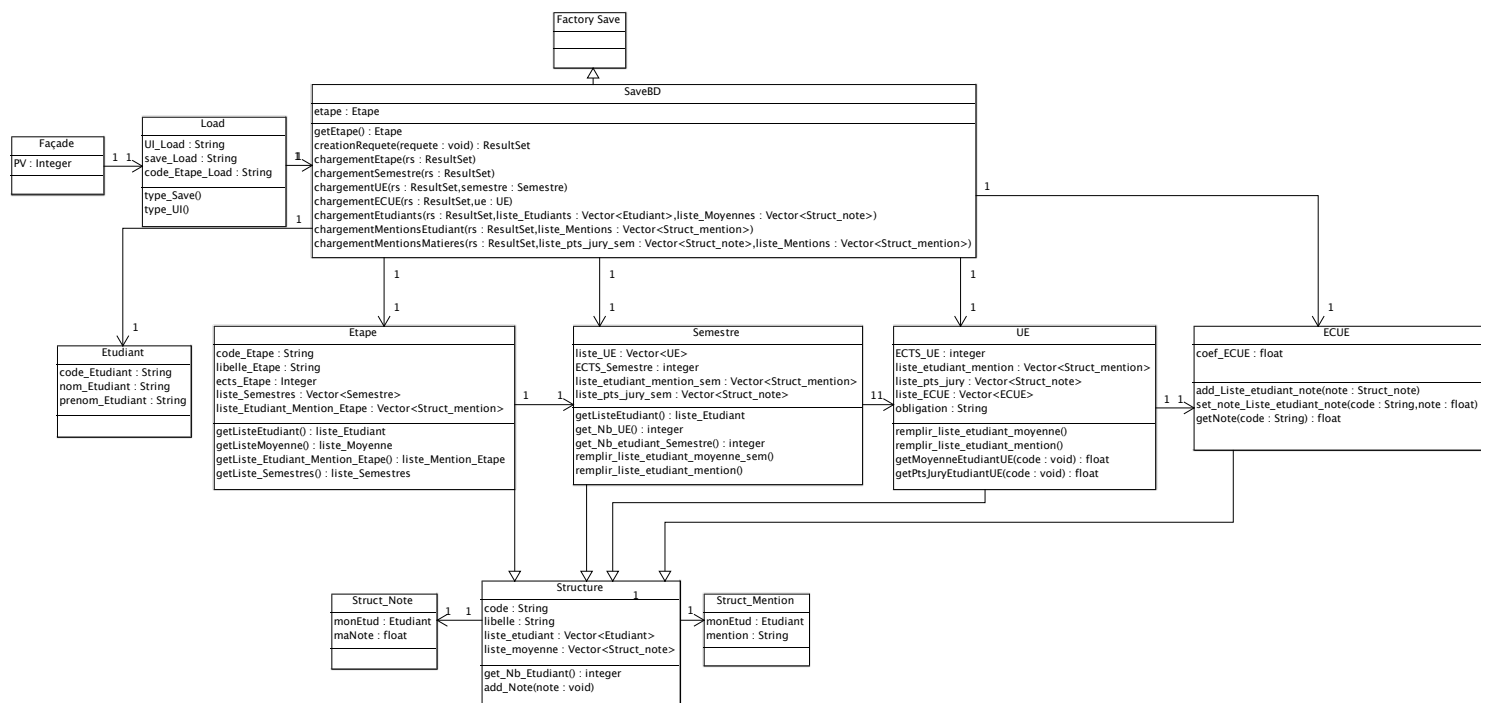 Factory Save
SaveBD
etape : Etape
getEtape() : Etape
creationRequete(requete : void) : ResultSet
chargementEtape(rs : ResultSet)
chargementSemestre(rs : ResultSet)
chargementUE(rs : ResultSet,semestre : Semestre)
chargementECUE(rs : ResultSet,ue : UE)
chargementEtudiants(rs : ResultSet,liste_Etudiants : Vector<Etudiant>,liste_Moyennes : Vector<Struct_note>)
chargementMentionsEtudiant(rs : ResultSet,liste_Mentions : Vector<Struct_mention>)
chargementMentionsMatieres(rs : ResultSet,liste_pts_jury_sem : Vector<Struct_note>,liste_Mentions : Vector<Struct_mention>)
Façade
PV : Integer
1 1
Load
UI_Load : String
save_Load : String
code_Etape_Load : String
type_Save()
type_UI()
1
1
1
1
1
1
1
1
1
1
1
1
Etudiant
code_Etudiant : String
nom_Etudiant : String
prenom_Etudiant : String
Etape
code_Etape : String
libelle_Etape : String
ects_Etape : Integer
liste_Semestres : Vector<Semestre>
liste_Etudiant_Mention_Etape : Vector<Struct_mention>
getListeEtudiant() : liste_Etudiant
getListeMoyenne() : liste_Moyenne
getListe_Etudiant_Mention_Etape() : liste_Mention_Etape
getListe_Semestres() : liste_Semestres
1 1
Semestre
liste_UE : Vector<UE>
ECTS_Semestre : integer
liste_etudiant_mention_sem : Vector<Struct_mention>
liste_pts_jury_sem : Vector<Struct_note>
getListeEtudiant() : liste_Etudiant
get_Nb_UE() : integer
get_Nb_etudiant_Semestre() : integer
remplir_liste_etudiant_moyenne_sem()
remplir_liste_etudiant_mention()
11
UE
ECTS_UE : integer
liste_etudiant_mention : Vector<Struct_mention>
liste_pts_jury : Vector<Struct_note>
liste_ECUE : Vector<ECUE>
obligation : String
remplir_liste_etudiant_moyenne()
remplir_liste_etudiant_mention()
getMoyenneEtudiantUE(code : void) : float
getPtsJuryEtudiantUE(code : void) : float
1 1
ECUE
coef_ECUE : float
add_Liste_etudiant_note(note : Struct_note)
set_note_Liste_etudiant_note(code : String,note : float)
getNote(code : String) : float
Struct_Note
monEtud : Etudiant
maNote : float
1 1
Structure
1
code : String
libelle : String
liste_etudiant : Vector<Etudiant>
liste_moyenne : Vector<Struct_note>
get_Nb_Etudiant() : integer
add_Note(note : void)
1
Struct_Mention
monEtud : Etudiant
mention : String